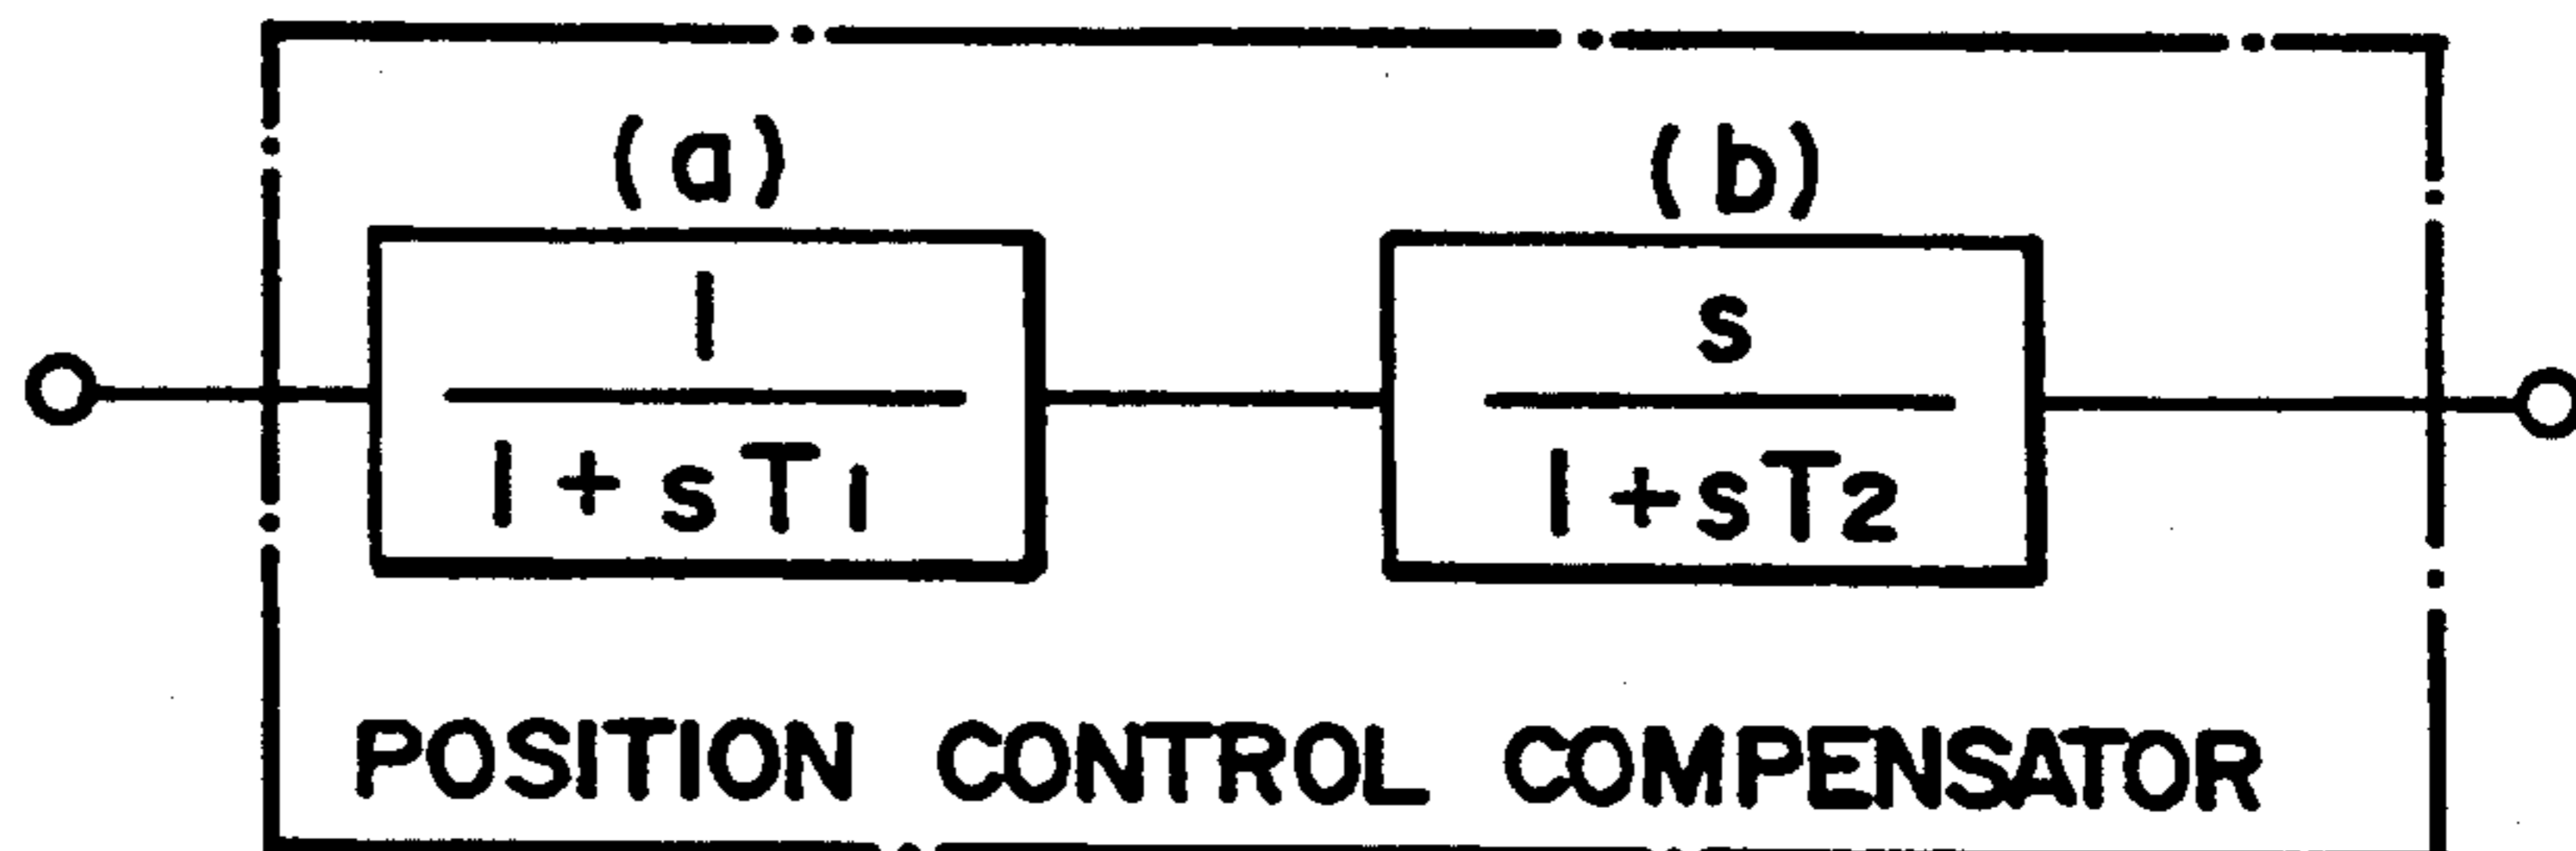 (a) (b)
1 s
1+sT1 1+sT2
POSITION CONTROL COMPENSATOR